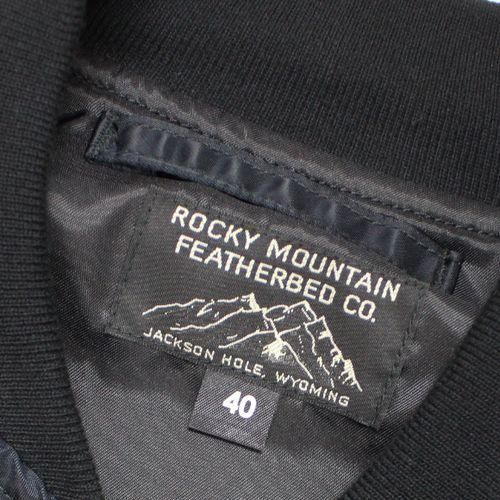 ROCKY MOUNTAIN
FEATHERBED CO.
JACKSON HOLE, WYOMING
40